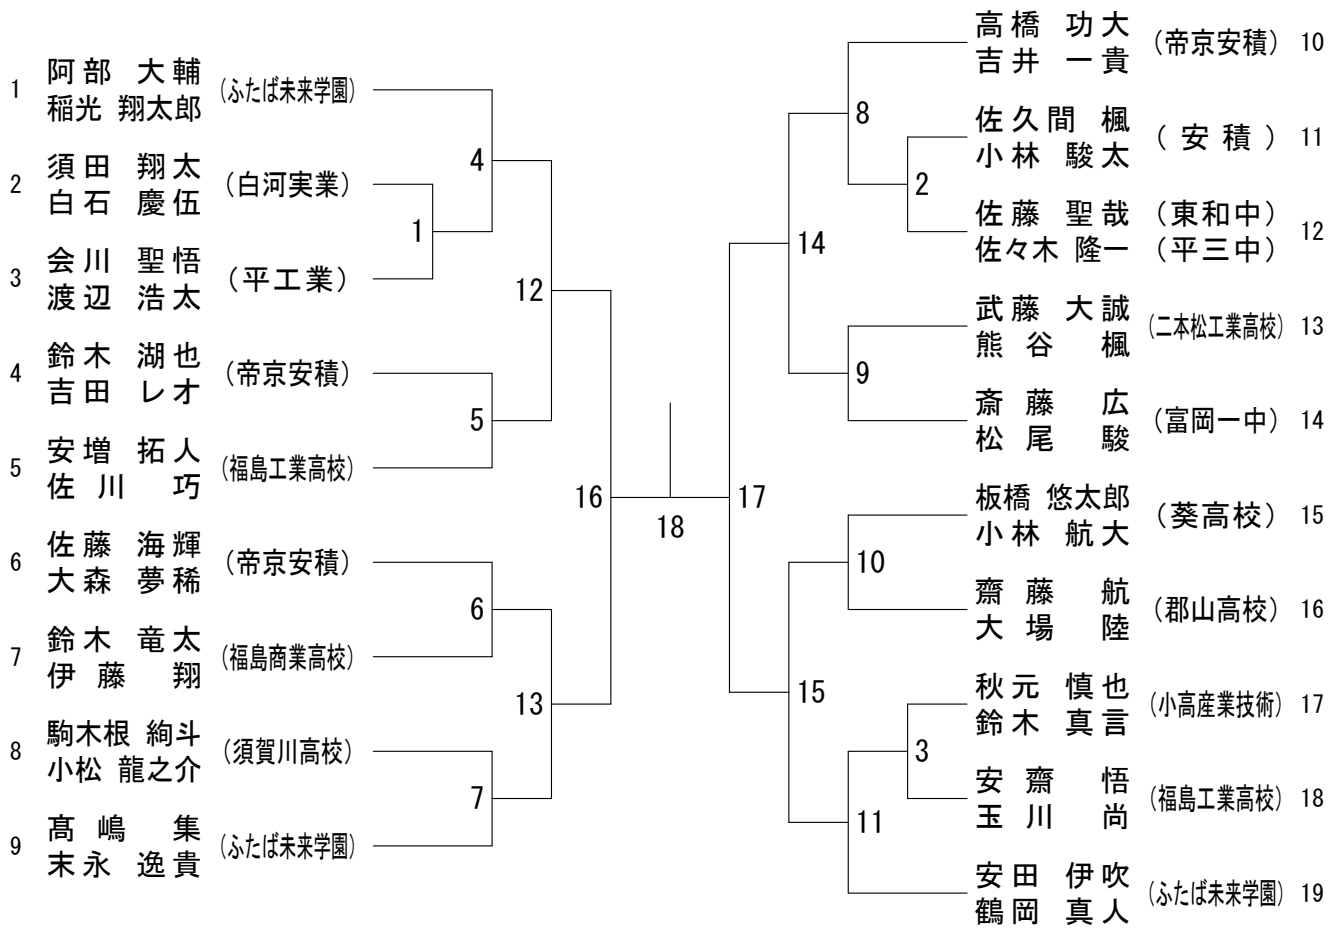 1 阿部 大輔 (ふたば未来学園)
稲光 翔太郎
2 須田 翔太 (白河実業)
白石 慶伍
1
3 会川 聖悟 (平工業)
渡辺 浩太
4
12
4 鈴木 湖也 (帝京安積)
吉田 レオ
5
5 安増 拓人 (福島工業高校)
佐川 巧
16
6 佐藤 海輝 (帝京安積)
大森 夢稀
6
7 鈴木 竜太 (福島商業高校)
伊藤 翔
13
8 駒木根 絢斗 (須賀川高校)
小松 龍之介
7
9 髙嶋 集 (ふたば未来学園)
末永 逸貴
18
高橋 功大 (帝京安積) 10
吉井 一貴
8
佐久間 楓 (安積) 11
小林 駿太
2
佐藤 聖哉 (東和中) 12
佐々木 隆一 (平三中)
14
武藤 大誠 (二本松工業高校) 13
熊谷 楓
9
斎藤 広 (富岡一中) 14
松尾 駿
17
板橋 悠太郎 (葵高校) 15
小林 航大
10
齋藤 航 (郡山高校) 16
大場 陸
15
秋元 慎也 (小高産業技術) 17
鈴木 真言
3
安齋 悟 (福島工業高校) 18
玉川 尚
11
安田 伊吹 (ふたば未来学園) 19
鶴岡 真人